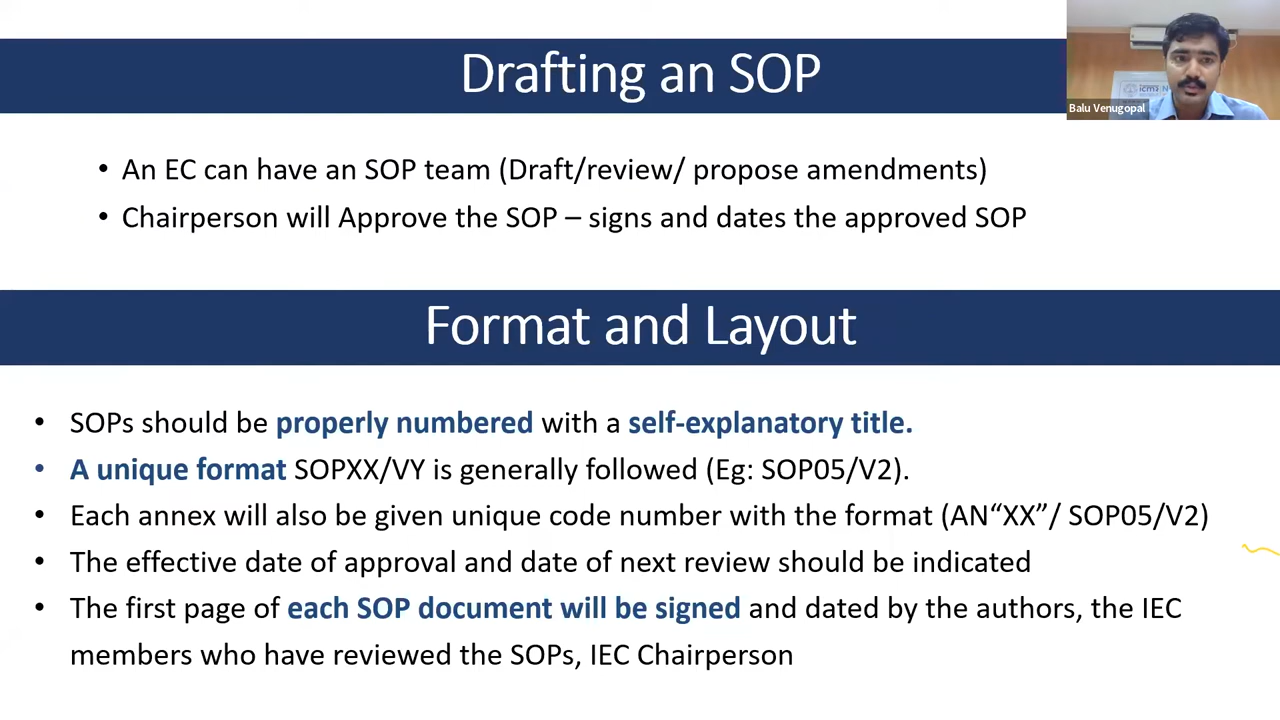 Drafting an SOP
icms N
Balu Venugopal
• An EC can have an SOP team (Draft/review/ propose amendments)
• Chairperson will Approve the SOP – signs and dates the approved SOP
Format and Layout
• SOPs should be properly numbered with a self-explanatory title.
• A unique format SOPXX/VY is generally followed (Eg: SOP05/V2).
• Each annex will also be given unique code number with the format (AN“XX”/ SOP05/V2)
• The effective date of approval and date of next review should be indicated
• The first page of each SOP document will be signed and dated by the authors, the IEC
members who have reviewed the SOPs, IEC Chairperson